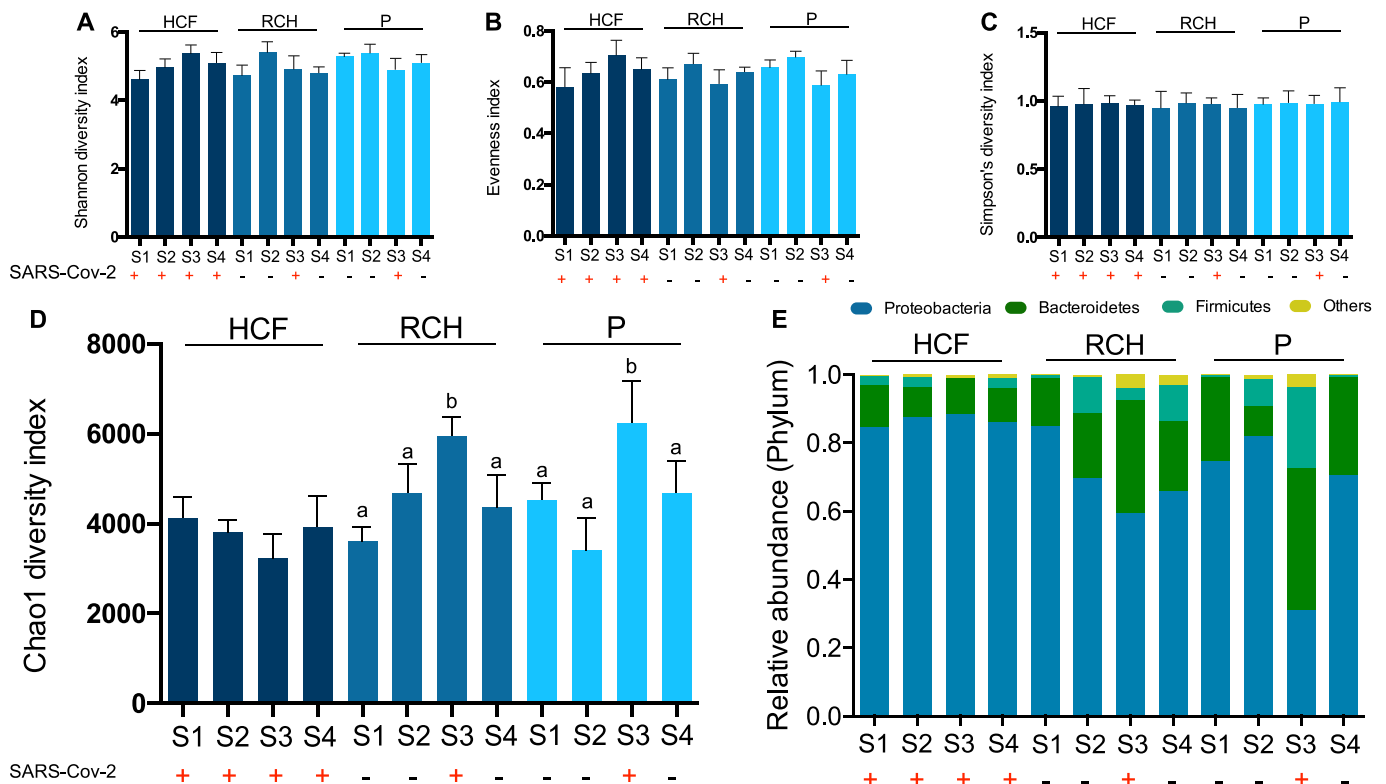 A
HCF RCH P
Shannon diversity index
6
4
2
0
S1 S2 S3 S4 S1 S2 S3 S4 S1 S2 S3 S4
SARS-Cov-2 + + + + - - + - - - + -
B
HCF RCH P
Evenness index
0.8
0.6
0.4
0.2
0.0
S1 S2 S3 S4 S1 S2 S3 S4 S1 S2 S3 S4
+ + + + - - + - - - + -
C
HCF RCH P
Simpson's diversity index
1.5
1.0
0.5
0.0
S1 S2 S3 S4 S1 S2 S3 S4 S1 S2 S3 S4
+ + + + - - + - - - + -
D
HCF RCH P
Chao1 diversity index
8000
6000
4000
2000
0
a a b a a a b a
S1 S2 S3 S4 S1 S2 S3 S4 S1 S2 S3 S4
SARS-Cov-2 + + + + - - + - - - + -
Proteobacteria Bacteroidetes Firmicutes Others
E
HCF RCH P
Relative abundance (Phylum)
1.0
0.8
0.6
0.4
0.2
0.0
S1 S2 S3 S4 S1 S2 S3 S4 S1 S2 S3 S4
+ + + + - - + - - - + -